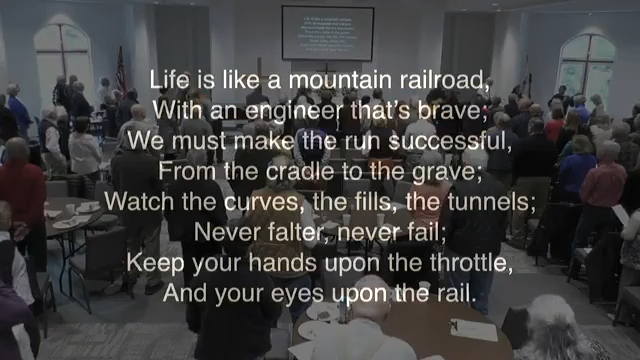 Life is like a mountain railroad,
With an engineer that's brave;
We must make the run successful,
From the cradle to the grave;
Watch the curves, the fills, the tunnels;
Never falter, never fail;
Keep your hands upon the throttle,
And your eyes upon the rail.